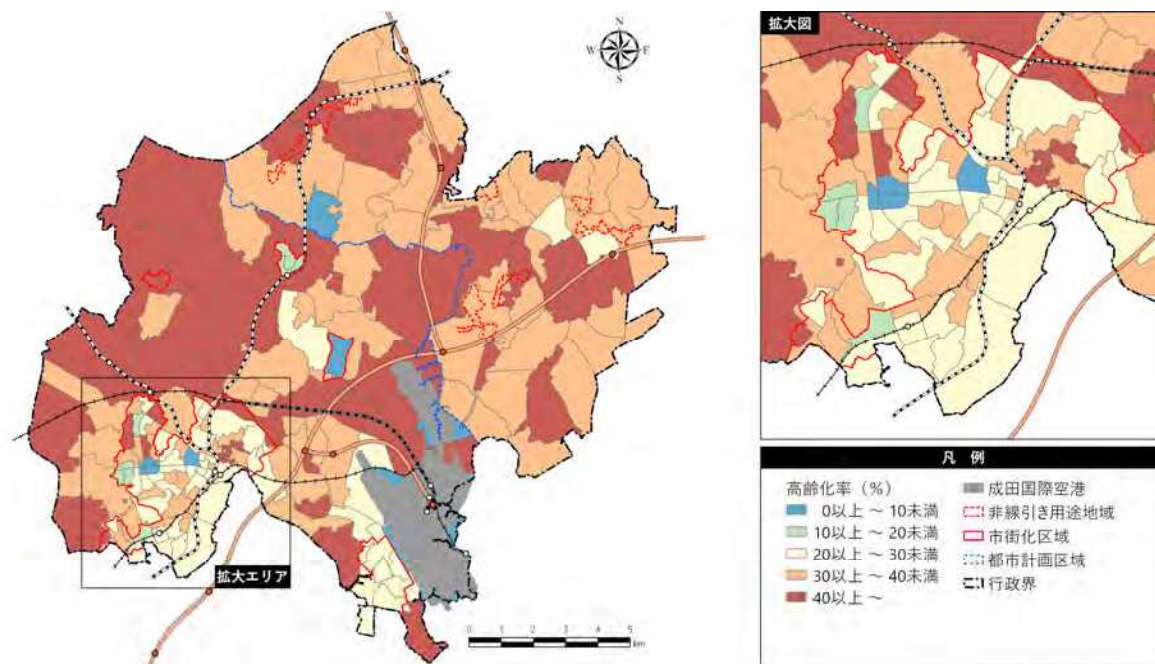 N
W E
S
拡大エリア
0 1 2 3 4 5
km
拡大図
凡 例
高齢化率(%)
0以上 ~ 10未満
10以上 ~ 20未満
20以上 ~ 30未満
30以上 ~ 40未満
40以上 ~
成田国際空港
非線引き用途地域
市街化区域
都市計画区域
行政界